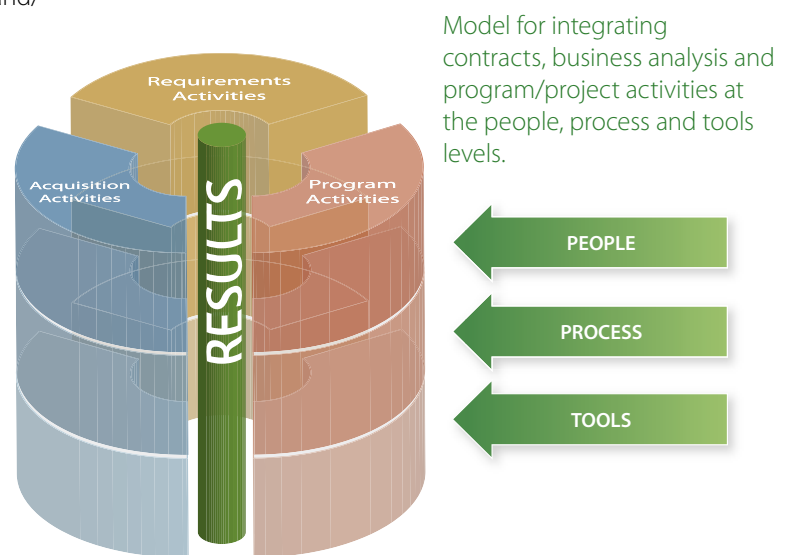 and/
Model for integrating
contracts, business analysis and
program/project activities at
the people, process and tools
levels.
Requirements
Activities
Acquisition
Activities
Program
Activities
RESULTS
PEOPLE
PROCESS
TOOLS